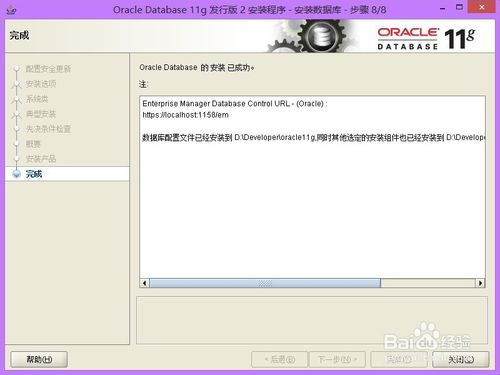 Oracle Database 11g 发行版 2 安装程序 - 安装数据库 - 步骤 8/8
完成
ORACLE
DATABASE 11g
配置安全更新
安装选项
系统类
典型安装
先决条件检查
概要
安装产品
完成
Oracle Database 的 安装 已成功。
注:
Enterprise Manager Database Control URL - (Oracle) :
https://localhost:1158/em
数据库配置文件已经安装到 D:\Developer\oracle11g,同时其他选定的安装组件也已经安装到 D:\Develope
帮助(H)
< 后退(B)
下一步(N) >
完成(F)
关闭(C)
Baidu 经验